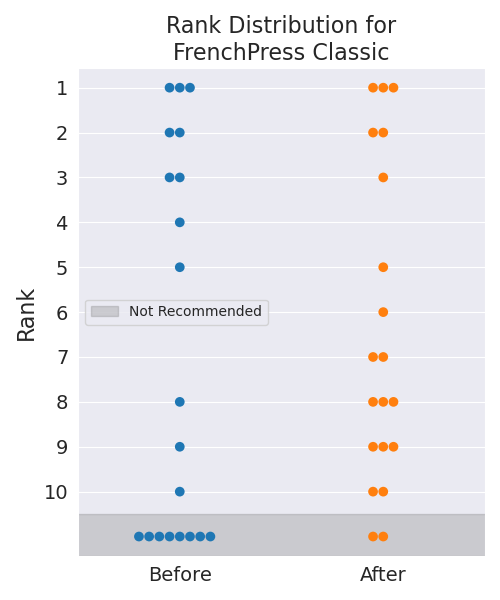 Rank Distribution for
FrenchPress Classic
Rank
1
2
3
4
5
6
7
8
9
10
Not Recommended
Before
After